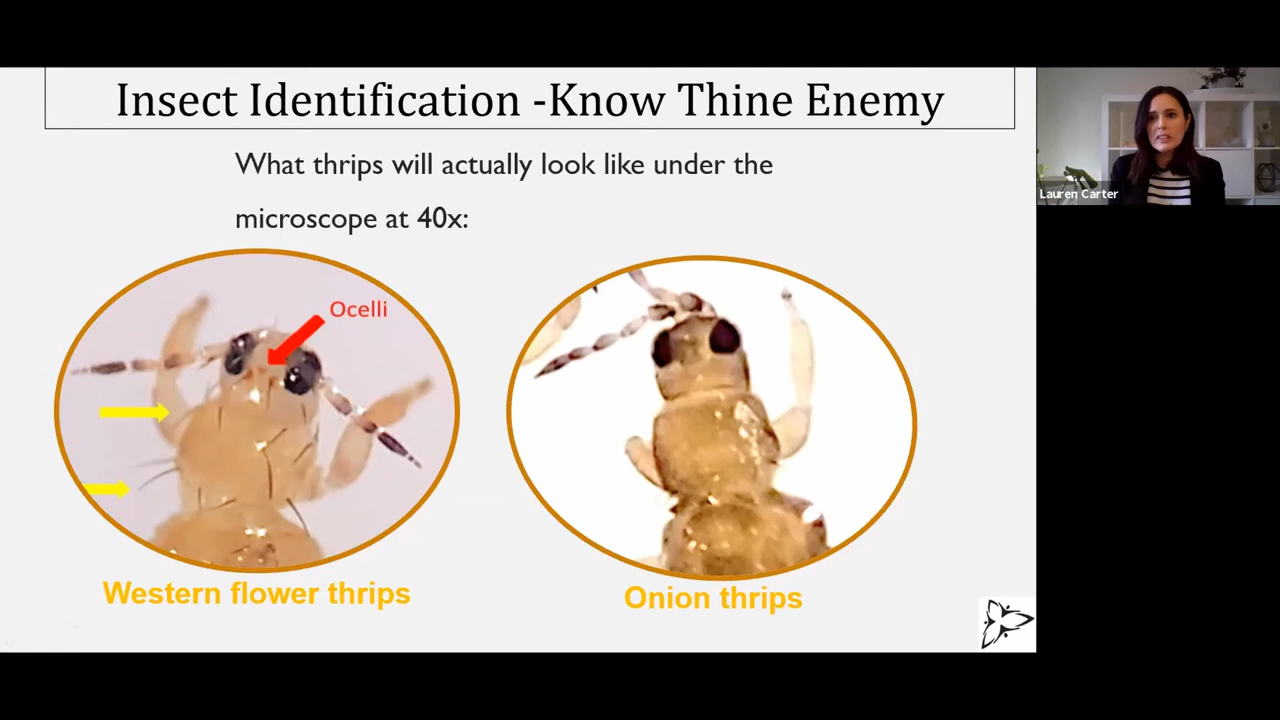 Insect Identification -Know Thine Enemy
What thrips will actually look like under the
microscope at 40x:
Ocelli
Western flower thrips
Onion thrips
Lauren Carter